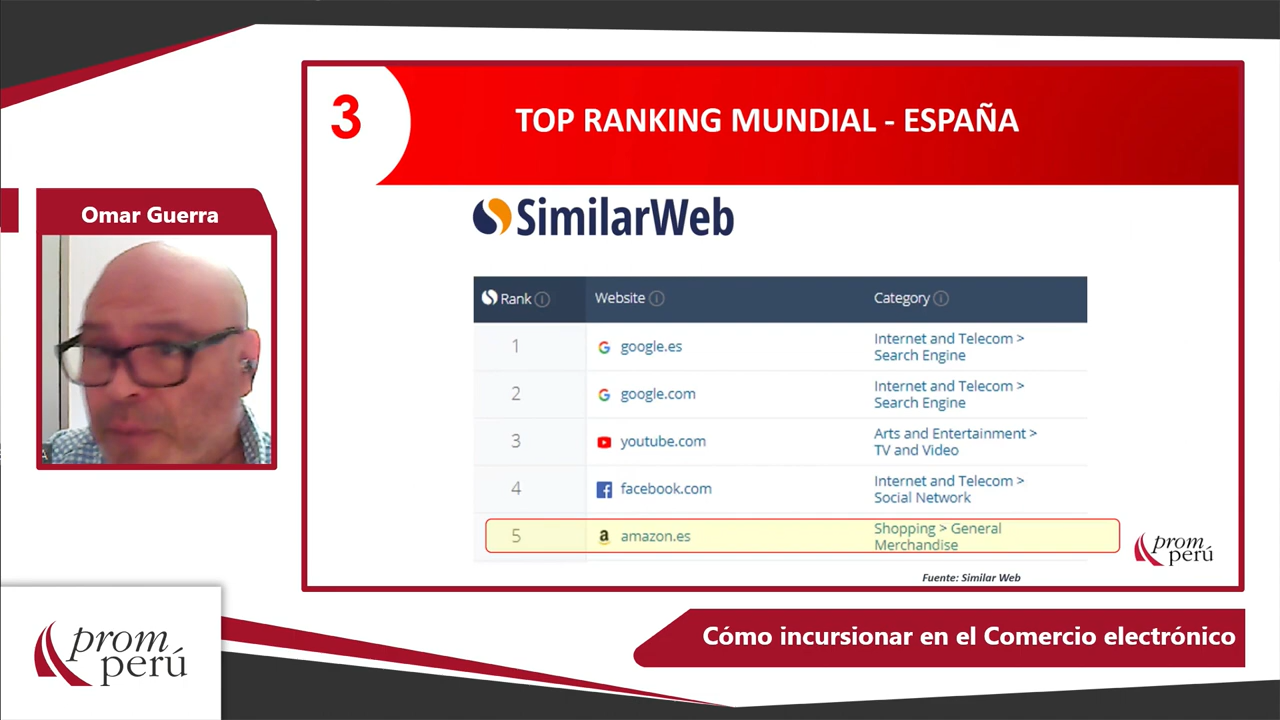 3
TOP RANKING MUNDIAL - ESPAÑA
SimilarWeb
Omar Guerra
Rank
Website
Category
1
google.es
Internet and Telecom >
Search Engine
2
google.com
Internet and Telecom >
Search Engine
3
youtube.com
Arts and Entertainment >
TV and Video
4
facebook.com
Internet and Telecom >
Social Network
5
amazon.es
Shopping > General
Merchandise
prom
perú
Fuente: Similar Web
Cómo incursionar en el Comercio electrónico
prom
perú